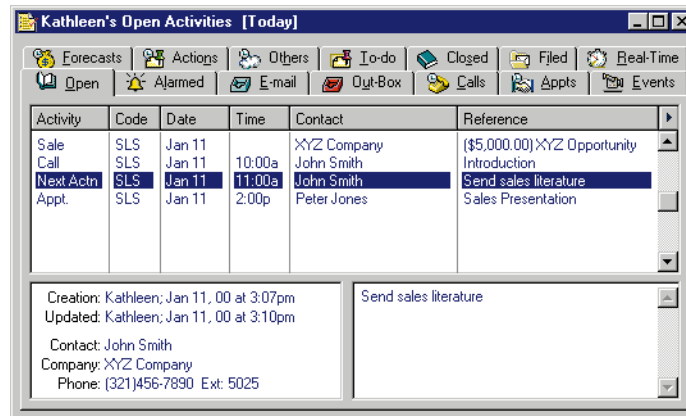 Kathleen's Open Activities [Today]
Forecasts Actions Others To-do Closed Filed Real-Time
Open Alarmed E-mail Out-Box Calls Appts Events
Activity Code Date Time Contact Reference
Sale SLS Jan 11 XYZ Company ($5,000.00) XYZ Opportunity
Call SLS Jan 11 10:00a John Smith Introduction
Next Actn SLS Jan 11 11:00a John Smith Send sales literature
Appt. SLS Jan 11 2:00p Peter Jones Sales Presentation
Creation: Kathleen; Jan 11, 00 at 3:07pm
Updated: Kathleen; Jan 11, 00 at 3:10pm
Contact: John Smith
Company: XYZ Company
Phone: (321)456-7890 Ext: 5025
Send sales literature